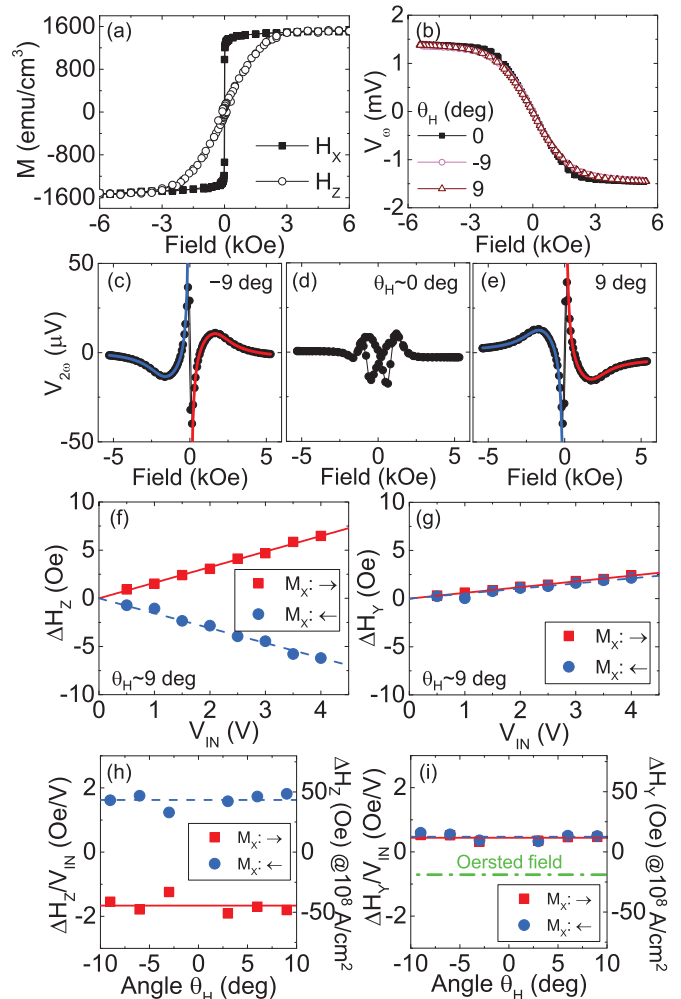 (a)
M (emu/cm³)
1600
800
0
-800
-1600
H_X
H_Z
-6 -3 0 3 6
Field (kOe)
(b)
V_ω (mV)
2
1
0
-1
-2
θ_H (deg)
0
-9
9
-6 -3 0 3 6
Field (kOe)
(c) −9 deg
V_2ω (μV)
50
0
-50
-5 0 5
Field (kOe)
(d) θ_H~0 deg
-5 0 5
Field (kOe)
(e) 9 deg
-5 0 5
Field (kOe)
(f)
ΔH_Z (Oe)
10
5
0
-5
-10
M_X: →
M_X: ←
θ_H~9 deg
0 1 2 3 4
V_IN (V)
(g)
ΔH_Y (Oe)
10
5
0
-5
-10
M_X: →
M_X: ←
θ_H~9 deg
0 1 2 3 4
V_IN (V)
(h)
ΔH_Z/V_IN (Oe/V)
2
0
-2
M_X: →
M_X: ←
50
0
-50
ΔH_Z (Oe) @10⁸ A/cm²
-10 -5 0 5 10
Angle θ_H (deg)
(i)
ΔH_Y/V_IN (Oe/V)
2
0
-2
Oersted field
M_X: →
M_X: ←
50
0
-50
ΔH_Y (Oe) @10⁸ A/cm²
-10 -5 0 5 10
Angle θ_H (deg)